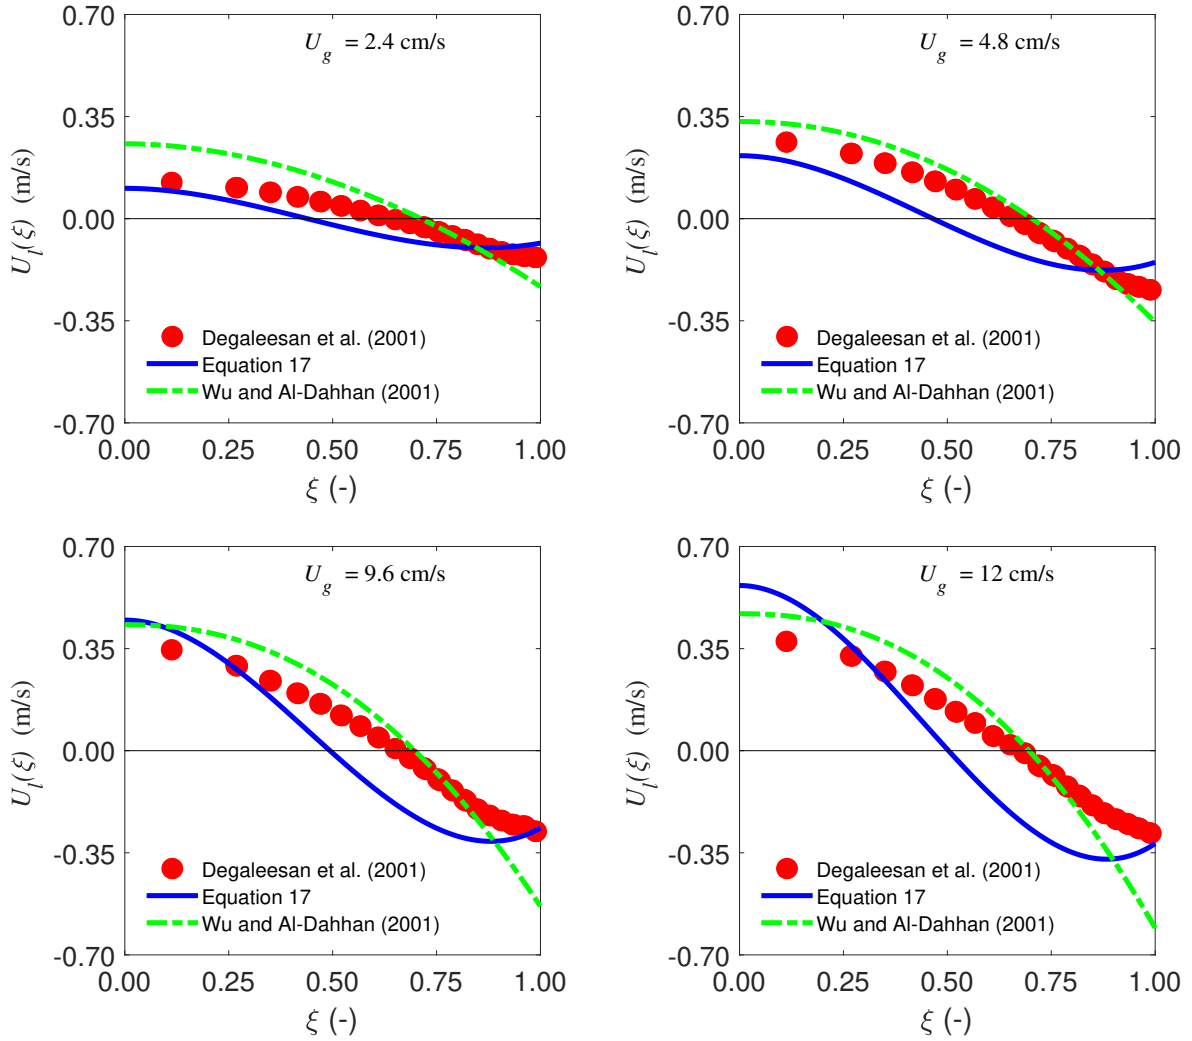 U_g = 2.4 cm/s
0.70
0.35
0.00
-0.35
-0.70
U_l(ξ) (m/s)
Degaleesan et al. (2001)
Equation 17
Wu and Al-Dahhan (2001)
0.00 0.25 0.50 0.75 1.00
ξ (-)
U_g = 4.8 cm/s
0.70
0.35
0.00
-0.35
-0.70
U_l(ξ) (m/s)
Degaleesan et al. (2001)
Equation 17
Wu and Al-Dahhan (2001)
0.00 0.25 0.50 0.75 1.00
ξ (-)
U_g = 9.6 cm/s
0.70
0.35
0.00
-0.35
-0.70
U_l(ξ) (m/s)
Degaleesan et al. (2001)
Equation 17
Wu and Al-Dahhan (2001)
0.00 0.25 0.50 0.75 1.00
ξ (-)
U_g = 12 cm/s
0.70
0.35
0.00
-0.35
-0.70
U_l(ξ) (m/s)
Degaleesan et al. (2001)
Equation 17
Wu and Al-Dahhan (2001)
0.00 0.25 0.50 0.75 1.00
ξ (-)